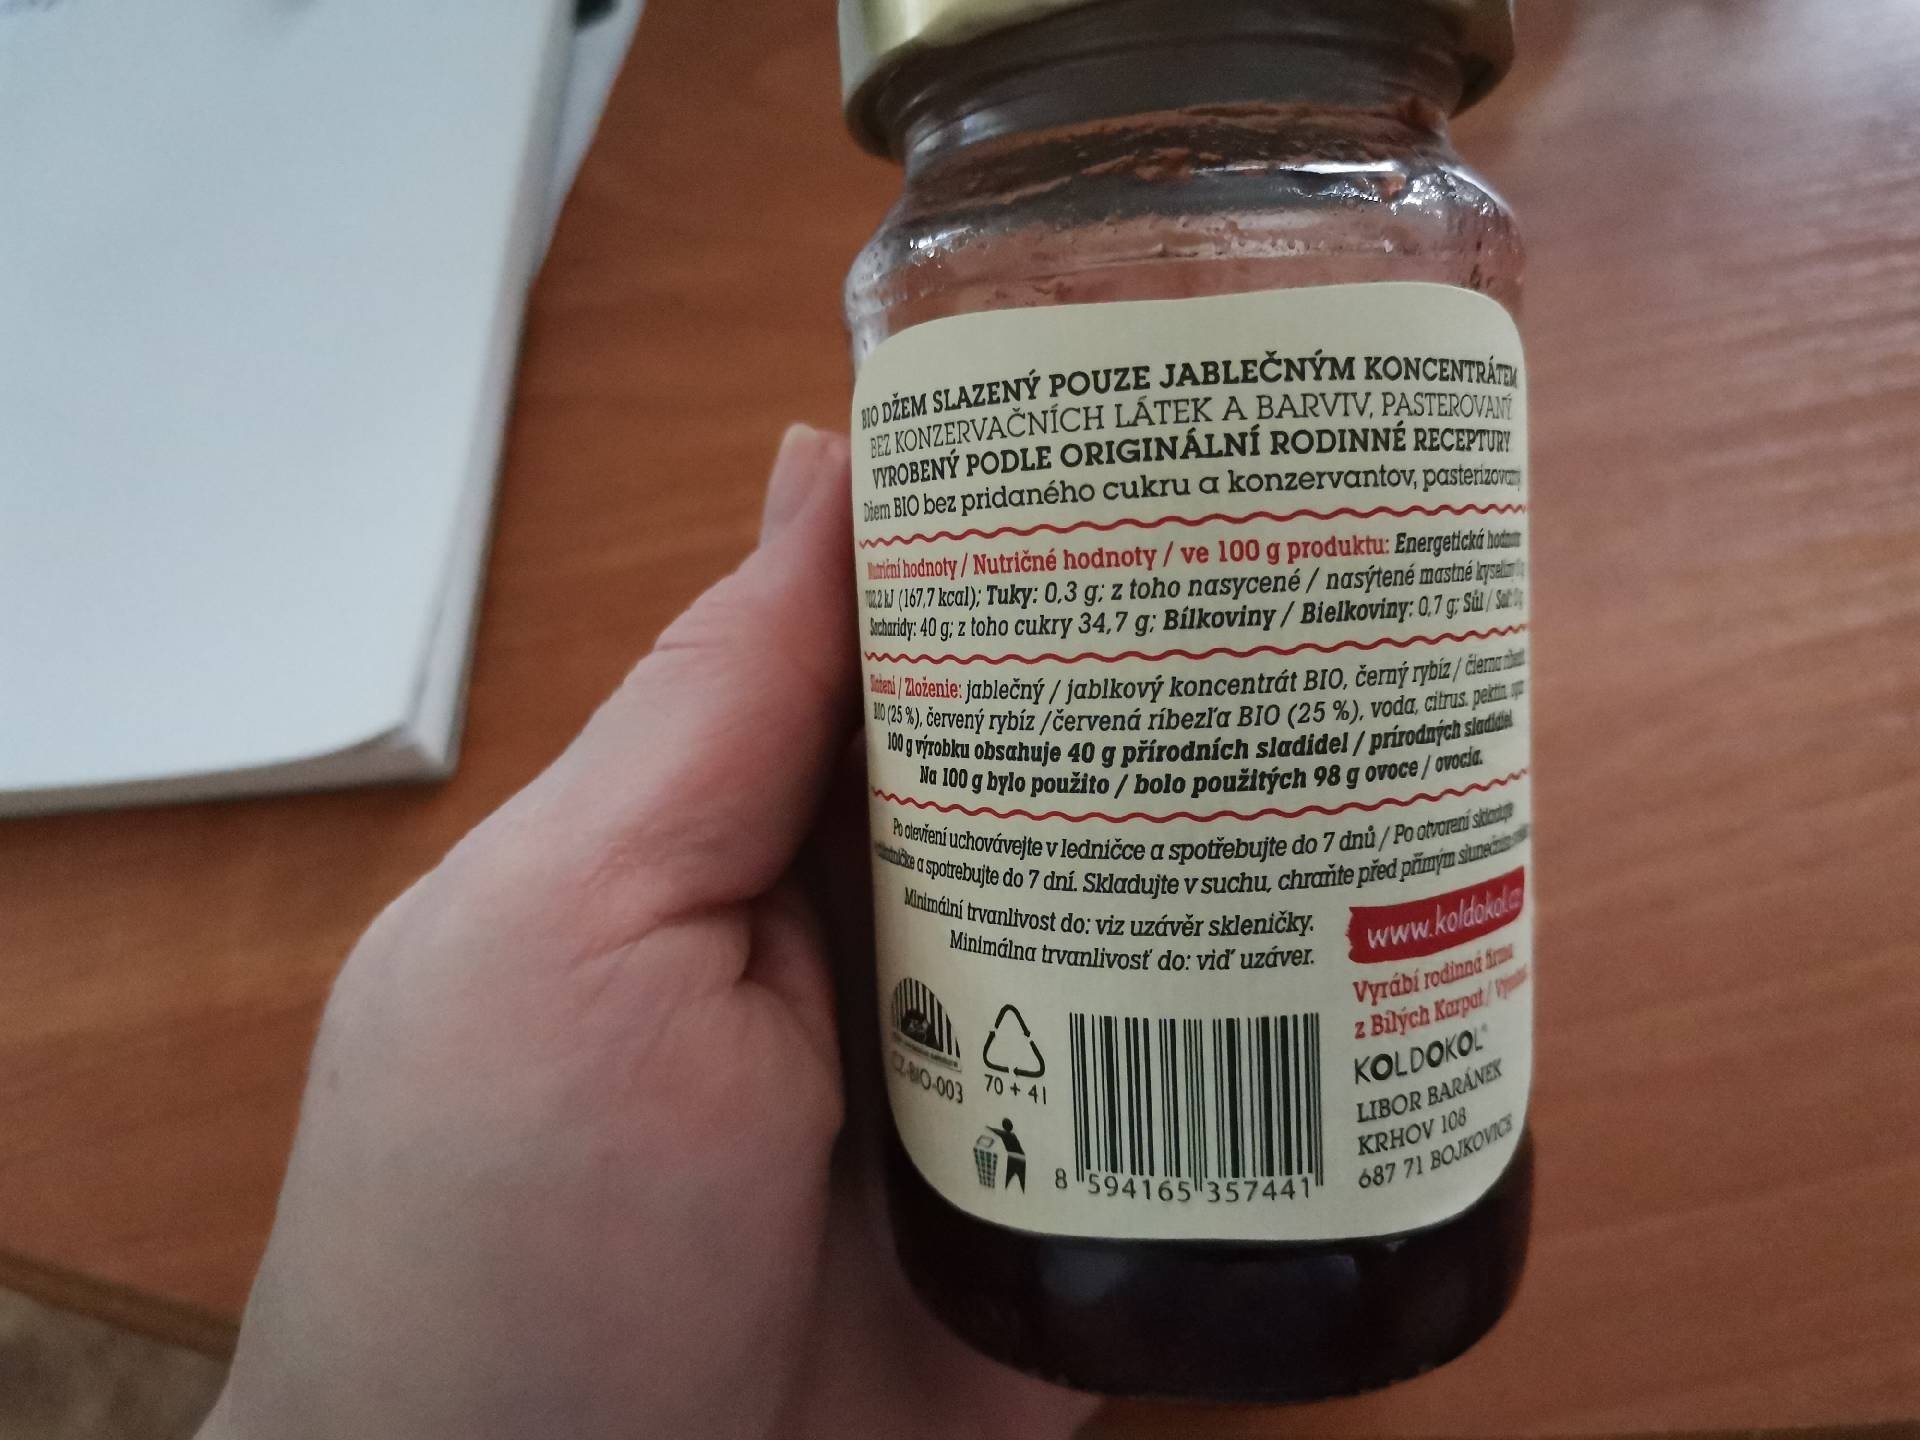 BIO DŽEM SLAZENÝ POUZE JABLEČNÝM KONCENTRÁTEM
BEZ KONZERVAČNÍCH LÁTEK A BARVIV, PASTEROVANÝ
VYROBENÝ PODLE ORIGINÁLNÍ RODINNÉ RECEPTURY
Džem BIO bez pridaného cukru a konzervantov, pasterizovaný
Nutriční hodnoty / Nutričné hodnoty / ve 100 g produktu: Energetická hodnota
702,2 kJ (167,7 kcal); Tuky: 0,3 g; z toho nasycené / nasýtené mastné kyseliny
Sacharidy: 40 g; z toho cukry 34,7 g; Bílkoviny / Bielkoviny: 0,7 g; Sůl /
Složení / Zloženie: jablečný / jablkový koncentrát BIO, černý rybíz / čierna
BIO (25 %), červený rybíz /červená ríbezľa BIO (25 %), voda, citrus. pektin,
100 g výrobku obsahuje 40 g přírodních sladidel / prírodných sladidiel
Na 100 g bylo použito / bolo použitých 98 g ovoce / ovocia.
Po otevření uchovávejte v ledničce a spotřebujte do 7 dnů / Po otvorení skladujte
a spotrebujte do 7 dní. Skladujte v suchu, chraňte před přímým slunečním
Minimální trvanlivost do: viz uzávěr skleničky.
Minimálna trvanlivosť do: viď uzáver.
www.koldokol.cz
Vyrábí rodinná firma
z Bílých Karpat /
KOLDOKOL®
LIBOR BARÁNEK
KRHOV 108
687 71 BOJKOVICE
CZ-BIO-003
70 + 41
8 594165 357441